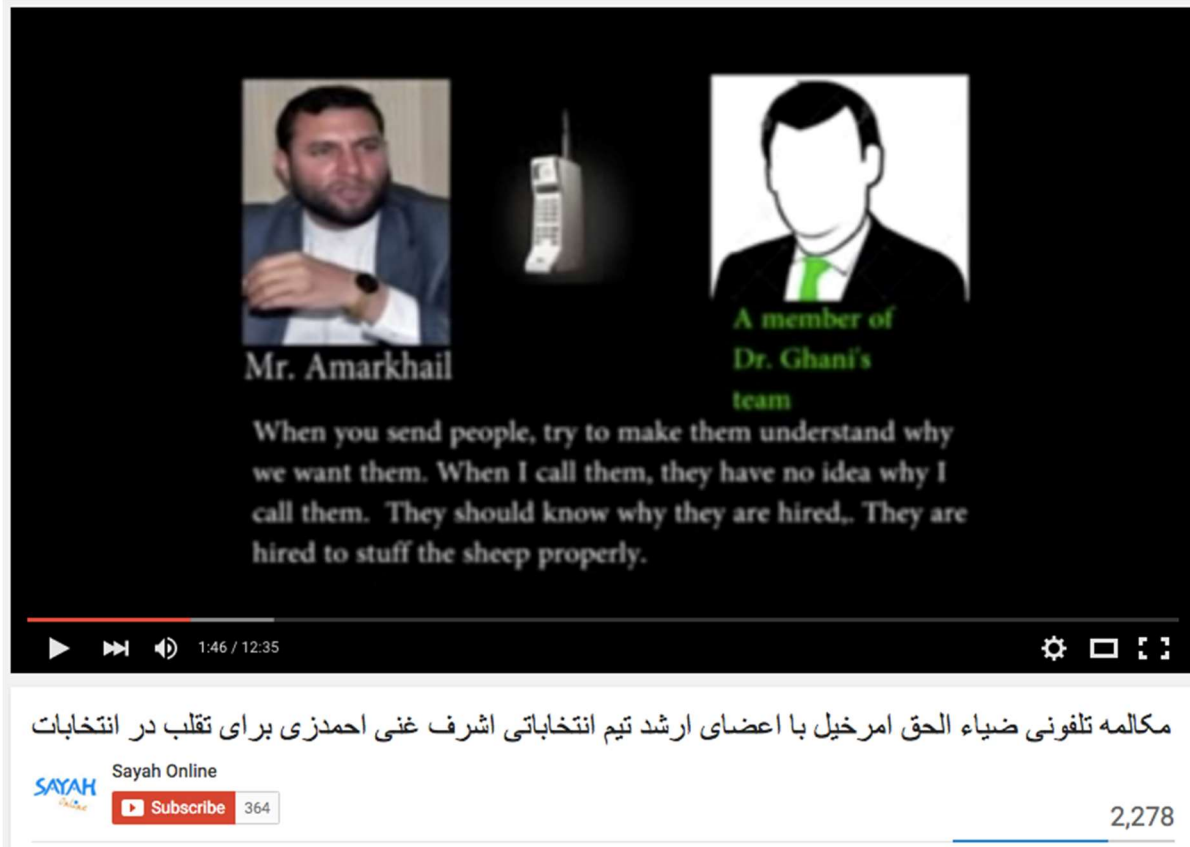 Mr. Amarkhail
A member of
Dr. Ghani's
team
When you send people, try to make them understand why
we want them. When I call them, they have no idea why I
call them. They should know why they are hired,. They are
hired to stuff the sheep properly.
1:46 / 12:35
مکالمه تلفونی ضیاء الحق امرخیل با اعضای ارشد تیم انتخاباتی اشرف غنی احمدزی برای تقلب در انتخابات
SAYAH
Online
Sayah Online
Subscribe 364
2,278